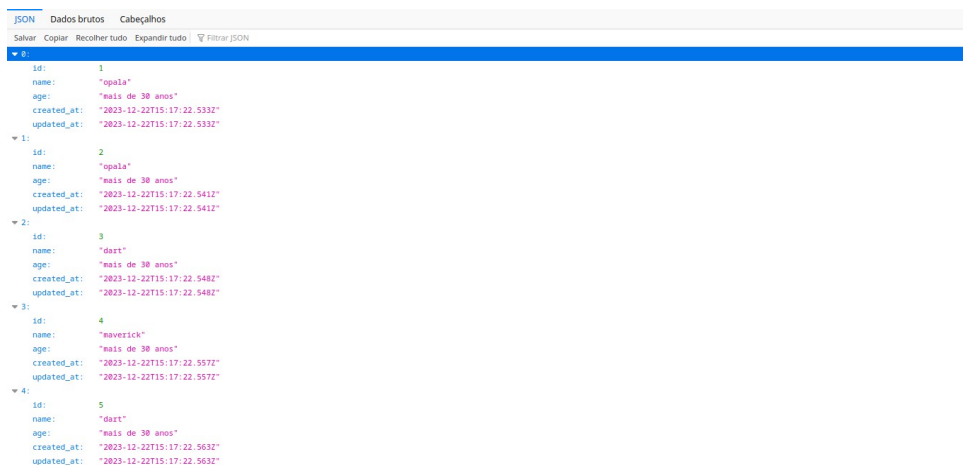 JSON Dados brutos Cabeçalhos
Salvar Copiar Recolher tudo Expandir tudo Filtrar JSON
0:
id: 1
name: "opala"
age: "mais de 30 anos"
created_at: "2023-12-22T15:17:22.533Z"
updated_at: "2023-12-22T15:17:22.533Z"
1:
id: 2
name: "opala"
age: "mais de 30 anos"
created_at: "2023-12-22T15:17:22.541Z"
updated_at: "2023-12-22T15:17:22.541Z"
2:
id: 3
name: "dart"
age: "mais de 30 anos"
created_at: "2023-12-22T15:17:22.548Z"
updated_at: "2023-12-22T15:17:22.548Z"
3:
id: 4
name: "maverick"
age: "mais de 30 anos"
created_at: "2023-12-22T15:17:22.557Z"
updated_at: "2023-12-22T15:17:22.557Z"
4:
id: 5
name: "dart"
age: "mais de 30 anos"
created_at: "2023-12-22T15:17:22.563Z"
updated_at: "2023-12-22T15:17:22.563Z"